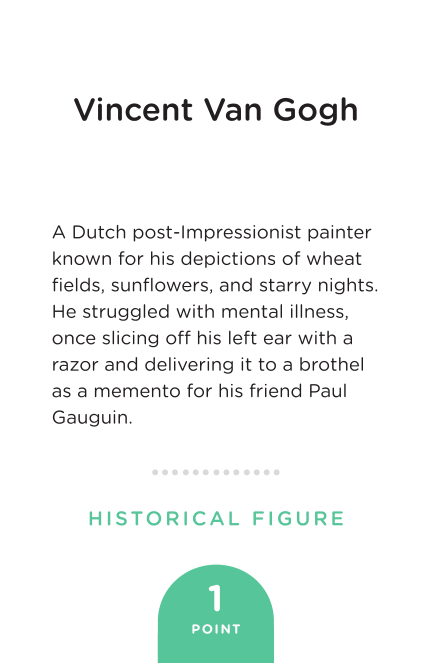 Vincent Van Gogh
A Dutch post-Impressionist painter
known for his depictions of wheat
fields, sunflowers, and starry nights.
He struggled with mental illness,
once slicing off his left ear with a
razor and delivering it to a brothel
as a memento for his friend Paul
Gauguin.
HISTORICAL FIGURE
1
POINT